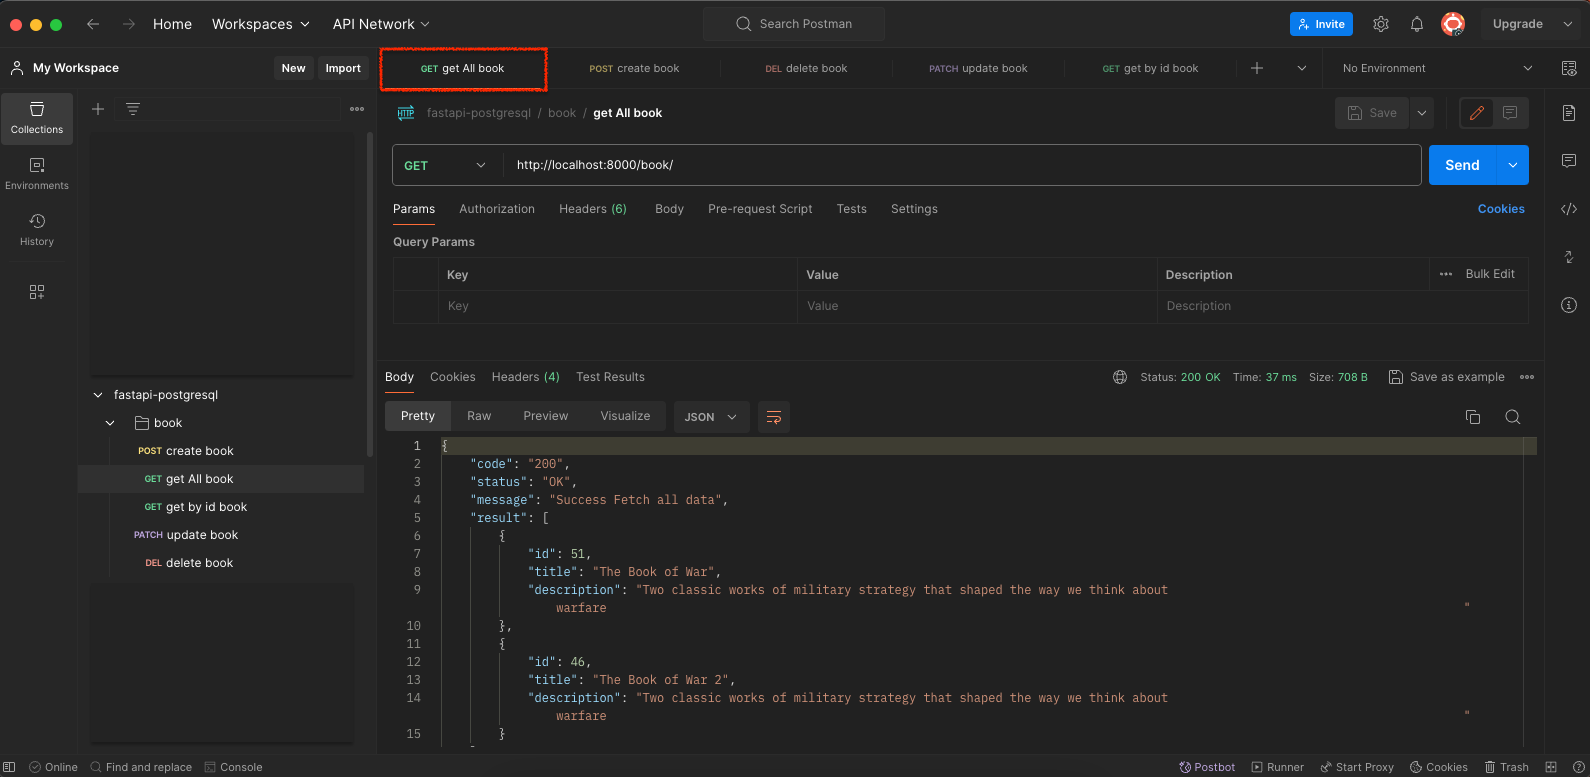 Home Workspaces API Network Search Postman Invite Upgrade
My Workspace New Import
GET get All book POST create book DEL delete book PATCH update book GET get by id book No Environment
Collections
Environments
History
fastapi-postgresql
book
POST create book
GET get All book
GET get by id book
PATCH update book
DEL delete book
HTTP fastapi-postgresql / book / get All book Save
GET http://localhost:8000/book/ Send
Params Authorization Headers (6) Body Pre-request Script Tests Settings Cookies
Query Params
Key Value Description Bulk Edit
Key Value Description
Body Cookies Headers (4) Test Results Status: 200 OK Time: 37 ms Size: 708 B Save as example
Pretty Raw Preview Visualize JSON
1 {
2 "code": "200",
3 "status": "OK",
4 "message": "Success Fetch all data",
5 "result": [
6 {
7 "id": 51,
8 "title": "The Book of War",
9 "description": "Two classic works of military strategy that shaped the way we think about
warfare "
10 },
11 {
12 "id": 46,
13 "title": "The Book of War 2",
14 "description": "Two classic works of military strategy that shaped the way we think about
warfare "
15 }
Online Find and replace Console Postbot Runner Start Proxy Cookies Trash